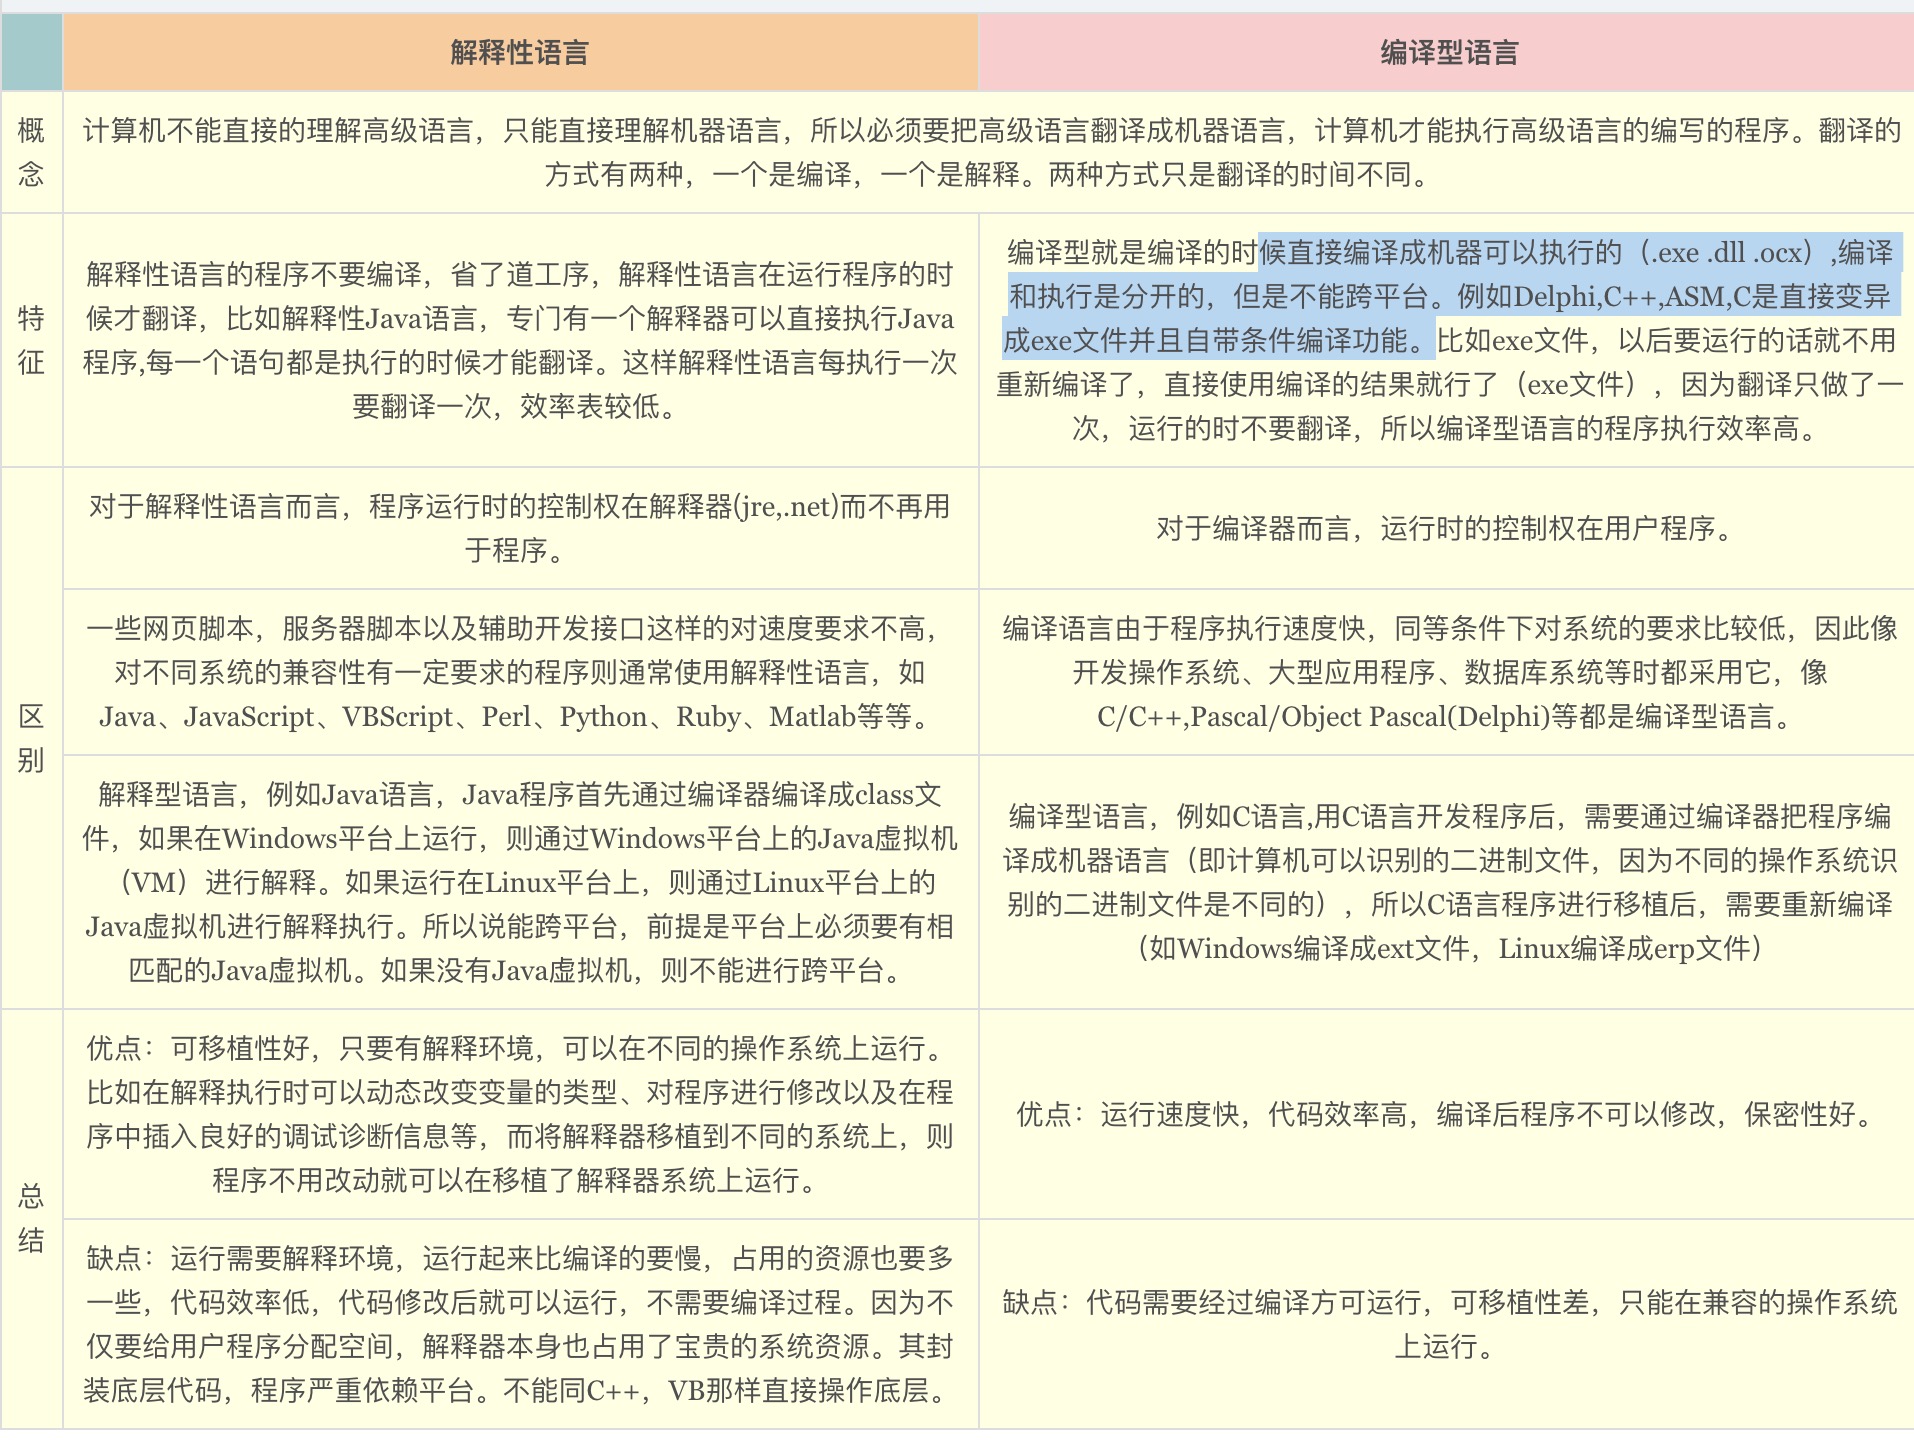 解释性语言
编译型语言
概
念
计算机不能直接的理解高级语言，只能直接理解机器语言，所以必须要把高级语言翻译成机器语言，计算机才能执行高级语言的编写的程序。翻译的
方式有两种，一个是编译，一个是解释。两种方式只是翻译的时间不同。
特
征
解释性语言的程序不要编译，省了道工序，解释性语言在运行程序的时
候才翻译，比如解释性Java语言，专门有一个解释器可以直接执行Java
程序,每一个语句都是执行的时候才能翻译。这样解释性语言每执行一次
要翻译一次，效率表较低。
编译型就是编译的时候直接编译成机器可以执行的（.exe .dll .ocx）,编译
和执行是分开的，但是不能跨平台。例如Delphi,C++,ASM,C是直接变异
成exe文件并且自带条件编译功能。比如exe文件，以后要运行的话就不用
重新编译了，直接使用编译的结果就行了（exe文件），因为翻译只做了一
次，运行的时不要翻译，所以编译型语言的程序执行效率高。
区
别
对于解释性语言而言，程序运行时的控制权在解释器(jre,.net)而不再用
于程序。
对于编译器而言，运行时的控制权在用户程序。
一些网页脚本，服务器脚本以及辅助开发接口这样的对速度要求不高，
对不同系统的兼容性有一定要求的程序则通常使用解释性语言，如
Java、JavaScript、VBScript、Perl、Python、Ruby、Matlab等等。
编译语言由于程序执行速度快，同等条件下对系统的要求比较低，因此像
开发操作系统、大型应用程序、数据库系统等时都采用它，像
C/C++,Pascal/Object Pascal(Delphi)等都是编译型语言。
解释型语言，例如Java语言，Java程序首先通过编译器编译成class文
件，如果在Windows平台上运行，则通过Windows平台上的Java虚拟机
（VM）进行解释。如果运行在Linux平台上，则通过Linux平台上的
Java虚拟机进行解释执行。所以说能跨平台，前提是平台上必须要有相
匹配的Java虚拟机。如果没有Java虚拟机，则不能进行跨平台。
编译型语言，例如C语言,用C语言开发程序后，需要通过编译器把程序编
译成机器语言（即计算机可以识别的二进制文件，因为不同的操作系统识
别的二进制文件是不同的），所以C语言程序进行移植后，需要重新编译
（如Windows编译成ext文件，Linux编译成erp文件）
总
结
优点：可移植性好，只要有解释环境，可以在不同的操作系统上运行。
比如在解释执行时可以动态改变变量的类型、对程序进行修改以及在程
序中插入良好的调试诊断信息等，而将解释器移植到不同的系统上，则
程序不用改动就可以在移植了解释器系统上运行。
优点：运行速度快，代码效率高，编译后程序不可以修改，保密性好。
缺点：运行需要解释环境，运行起来比编译的要慢，占用的资源也要多
一些，代码效率低，代码修改后就可以运行，不需要编译过程。因为不
仅要给用户程序分配空间，解释器本身也占用了宝贵的系统资源。其封
装底层代码，程序严重依赖平台。不能同C++，VB那样直接操作底层。
缺点：代码需要经过编译方可运行，可移植性差，只能在兼容的操作系统
上运行。